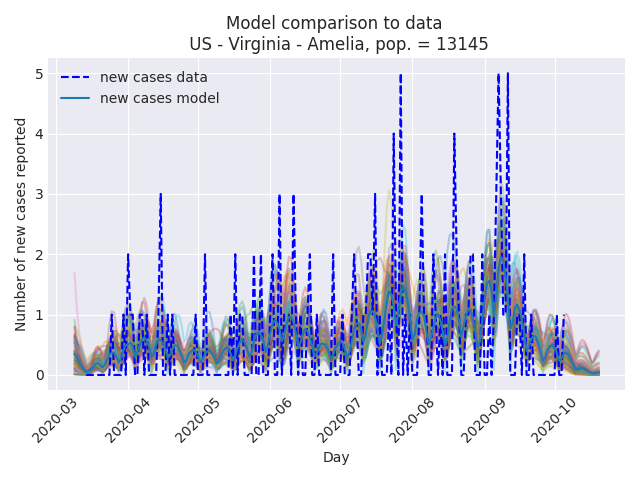 Model comparison to data
US - Virginia - Amelia, pop. = 13145
new cases data
new cases model
Number of new cases reported
5
4
3
2
1
0
2020-03
2020-04
2020-05
2020-06
2020-07
2020-08
2020-09
2020-10
Day